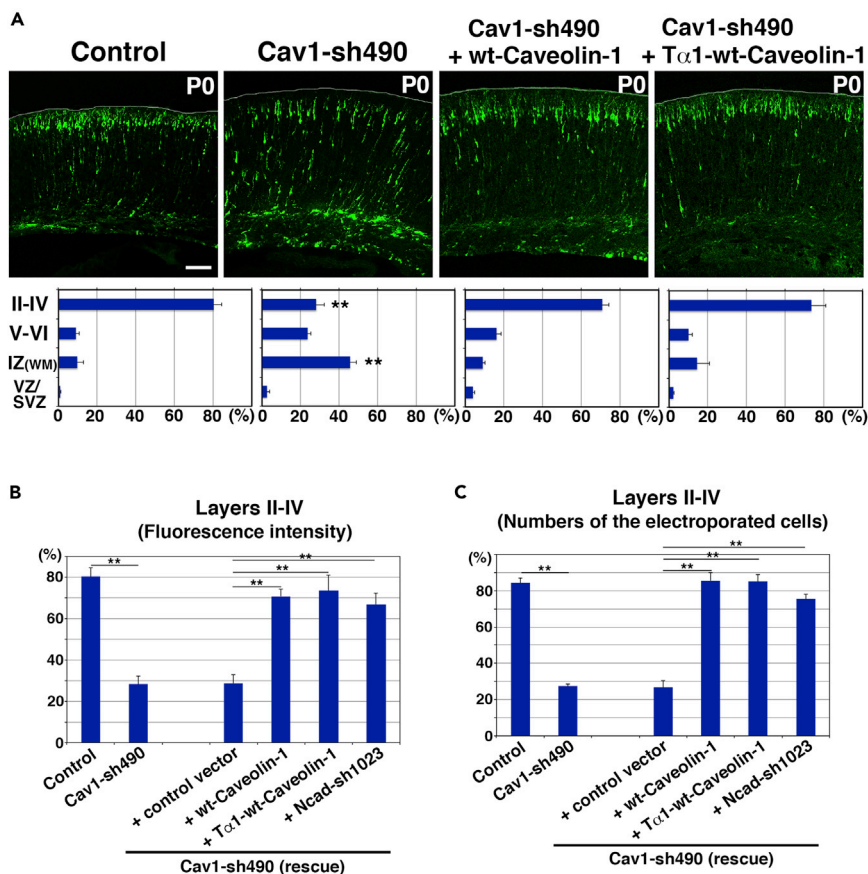 A
Control
Cav1-sh490
Cav1-sh490
+ wt-Caveolin-1
Cav1-sh490
+ Tα1-wt-Caveolin-1
P0
P0
P0
P0
II-IV
V-VI
IZ(WM)
VZ/
SVZ
**
**
0 20 40 60 80 (%)
0 20 40 60 80 (%)
0 20 40 60 80 (%)
0 20 40 60 80 (%)
B
Layers II-IV
(Fluorescence intensity)
(%)
80
60
40
20
0
**
**
**
**
Control
Cav1-sh490
+ control vector
+ wt-Caveolin-1
+ Tα1-wt-Caveolin-1
+ Ncad-sh1023
Cav1-sh490 (rescue)
C
Layers II-IV
(Numbers of the electroporated cells)
(%)
80
60
40
20
0
**
**
**
**
Control
Cav1-sh490
+ control vector
+ wt-Caveolin-1
+ Tα1-wt-Caveolin-1
+ Ncad-sh1023
Cav1-sh490 (rescue)